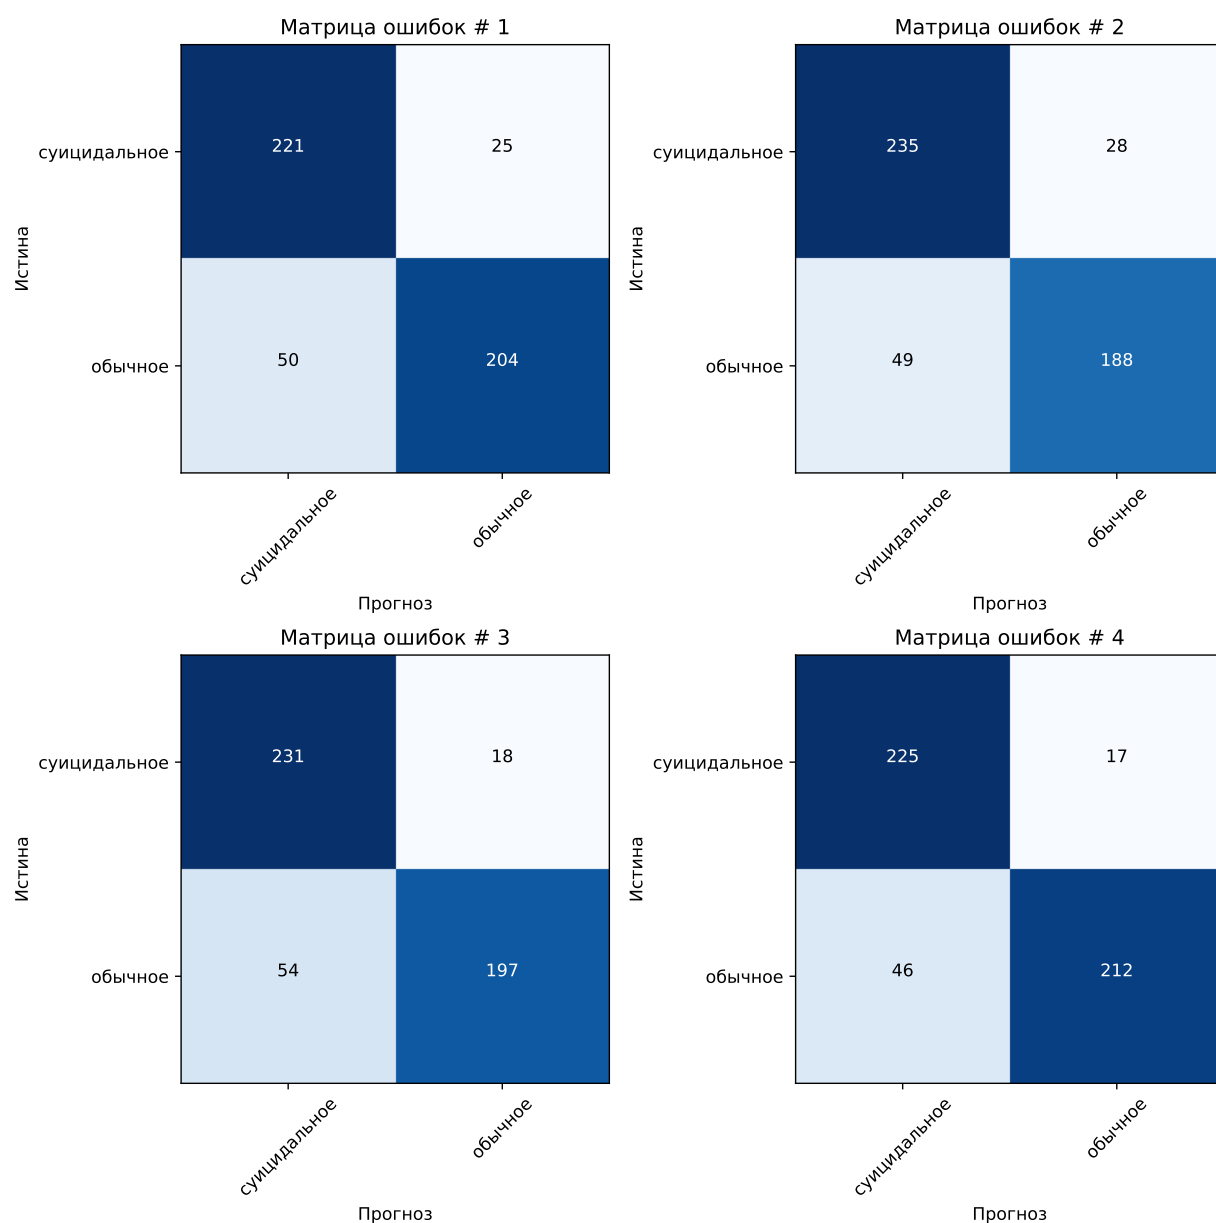 Матрица ошибок # 1
суицидальное
221
25
Истина
обычное
50
204
суицидальное
обычное
Прогноз
Матрица ошибок # 2
суицидальное
235
28
Истина
обычное
49
188
суицидальное
обычное
Прогноз
Матрица ошибок # 3
суицидальное
231
18
Истина
обычное
54
197
суицидальное
обычное
Прогноз
Матрица ошибок # 4
суицидальное
225
17
Истина
обычное
46
212
суицидальное
обычное
Прогноз